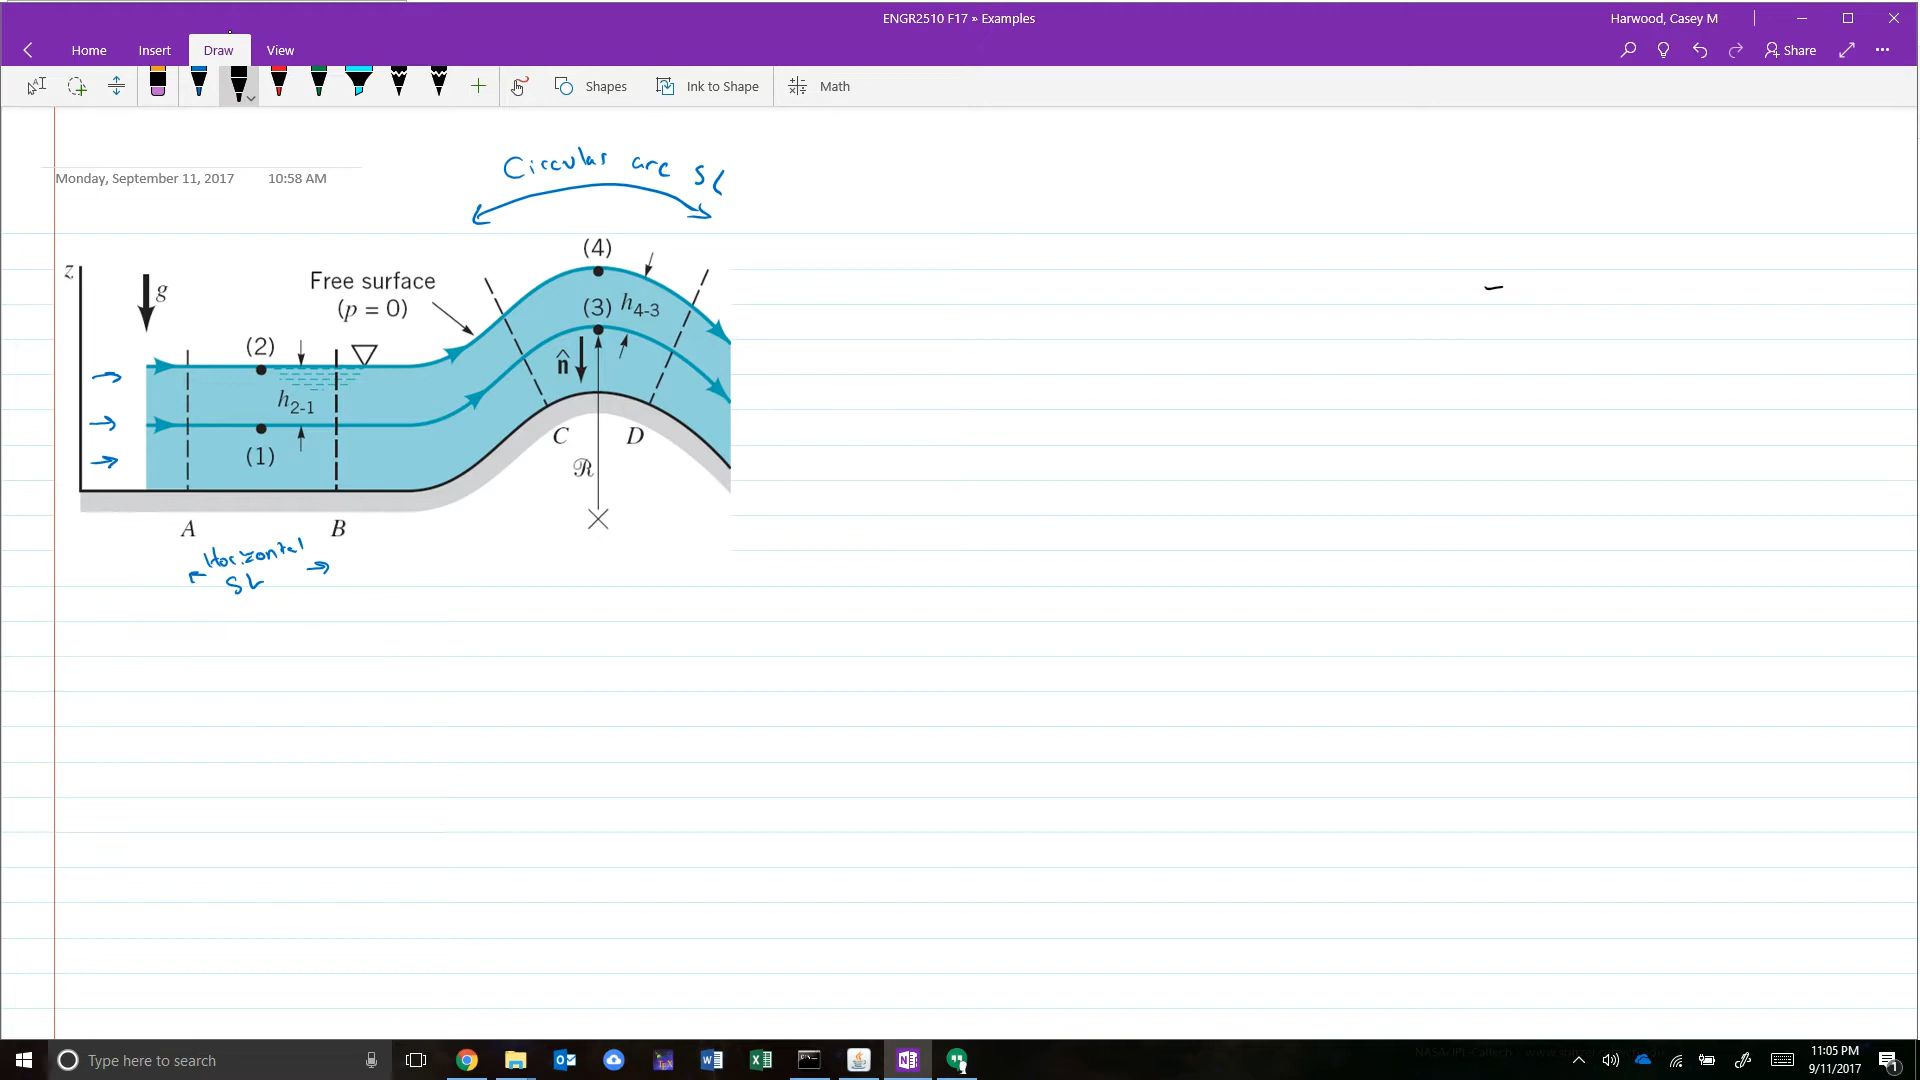 ENGR2510 F17 » Examples
Harwood, Casey M
Home Insert Draw View
Share
Shapes Ink to Shape Math
Monday, September 11, 2017 10:58 AM
Circular arc SL
z
g
Free surface
(p = 0)
(4)
(3) h4-3
(2)
n̂
h2-1
(1)
C D
ℛ
A B
Horizontal
SL
Type here to search
11:05 PM
9/11/2017
1